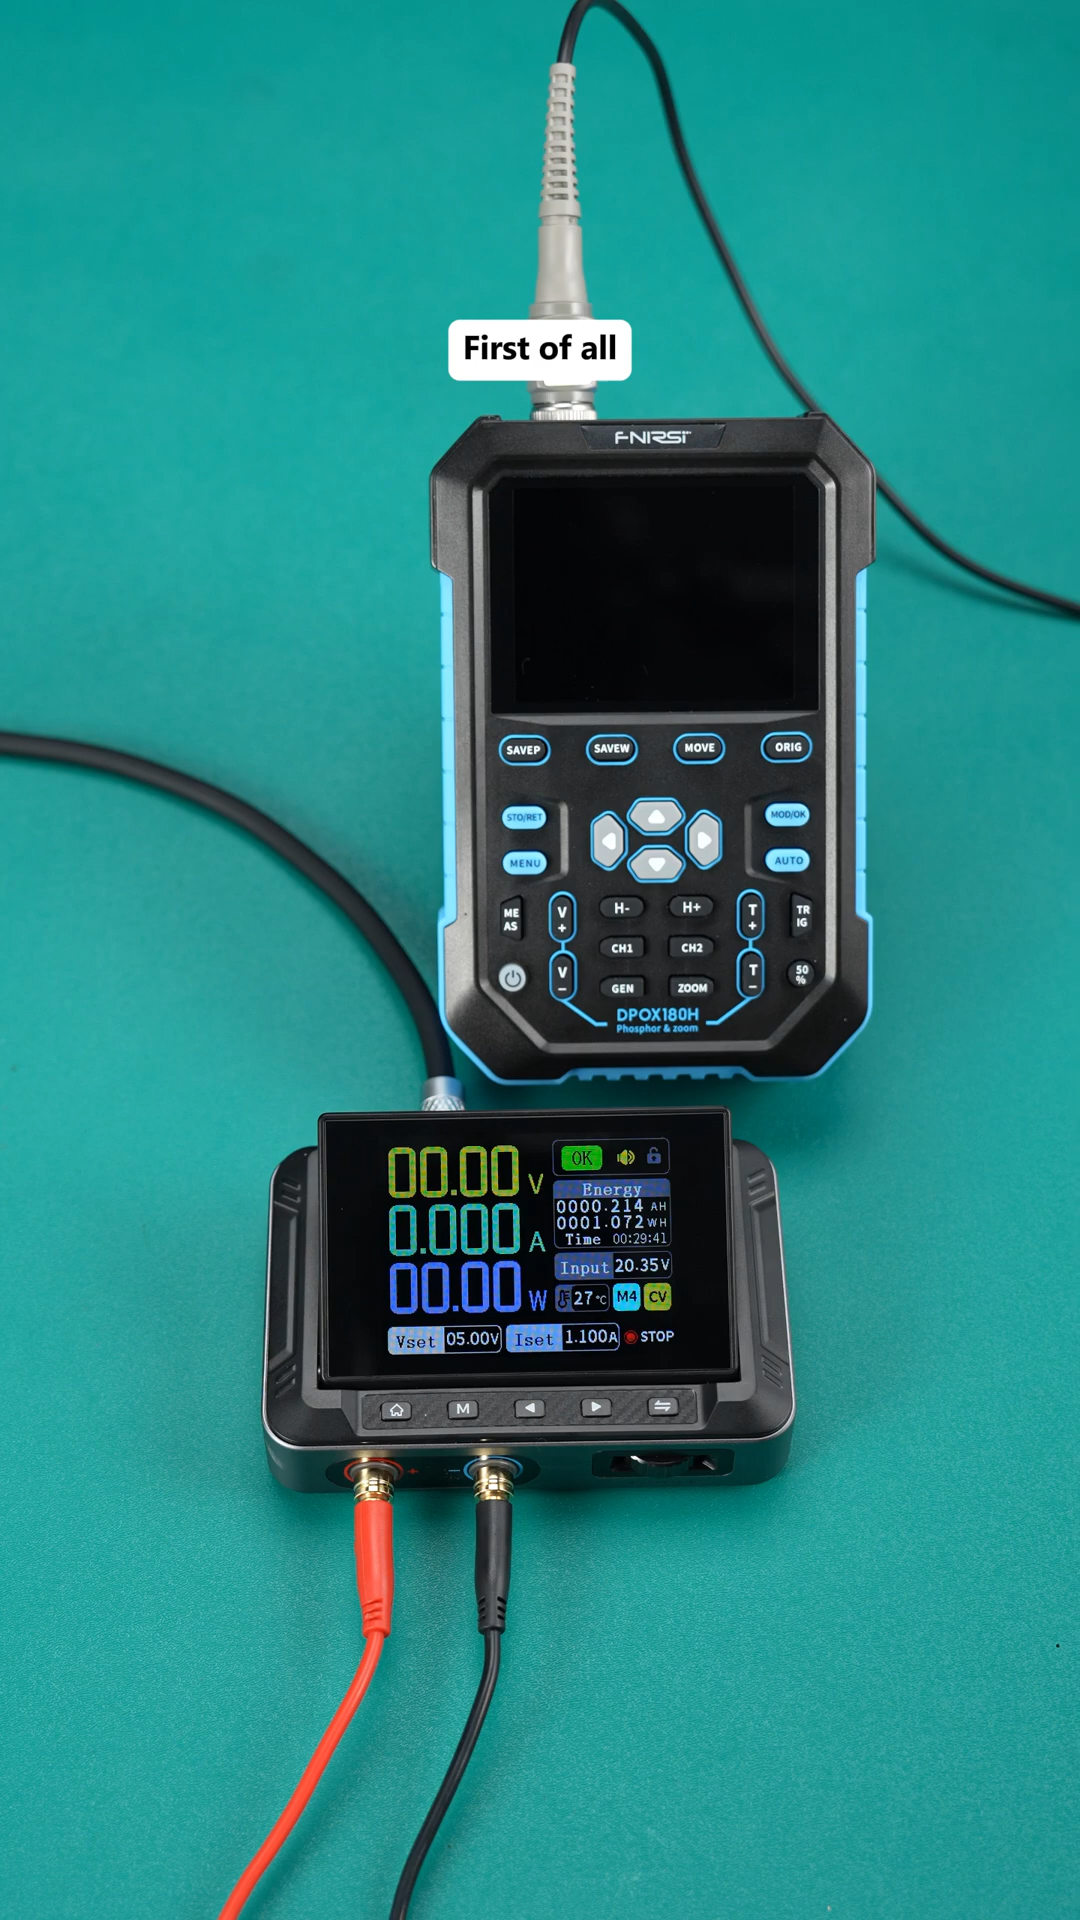 First of all
FNIRSI
SAVEP
SAVEW
MOVE
ORIG
STO/RET
MOD/OK
MENU
AUTO
ME
AS
V
+
H-
H+
T
+
TR
IG
CH1
CH2
V
-
GEN
ZOOM
T
-
50
%
DPOX180H
Phosphor & zoom
00.00 V
0.000 A
00.00 W
OK
Energy
0000.214 AH
0001.072 WH
Time 00:29:41
Input 20.35V
27°C M4 CV
Vset 05.00V Iset 1.100A STOP
M
+ -